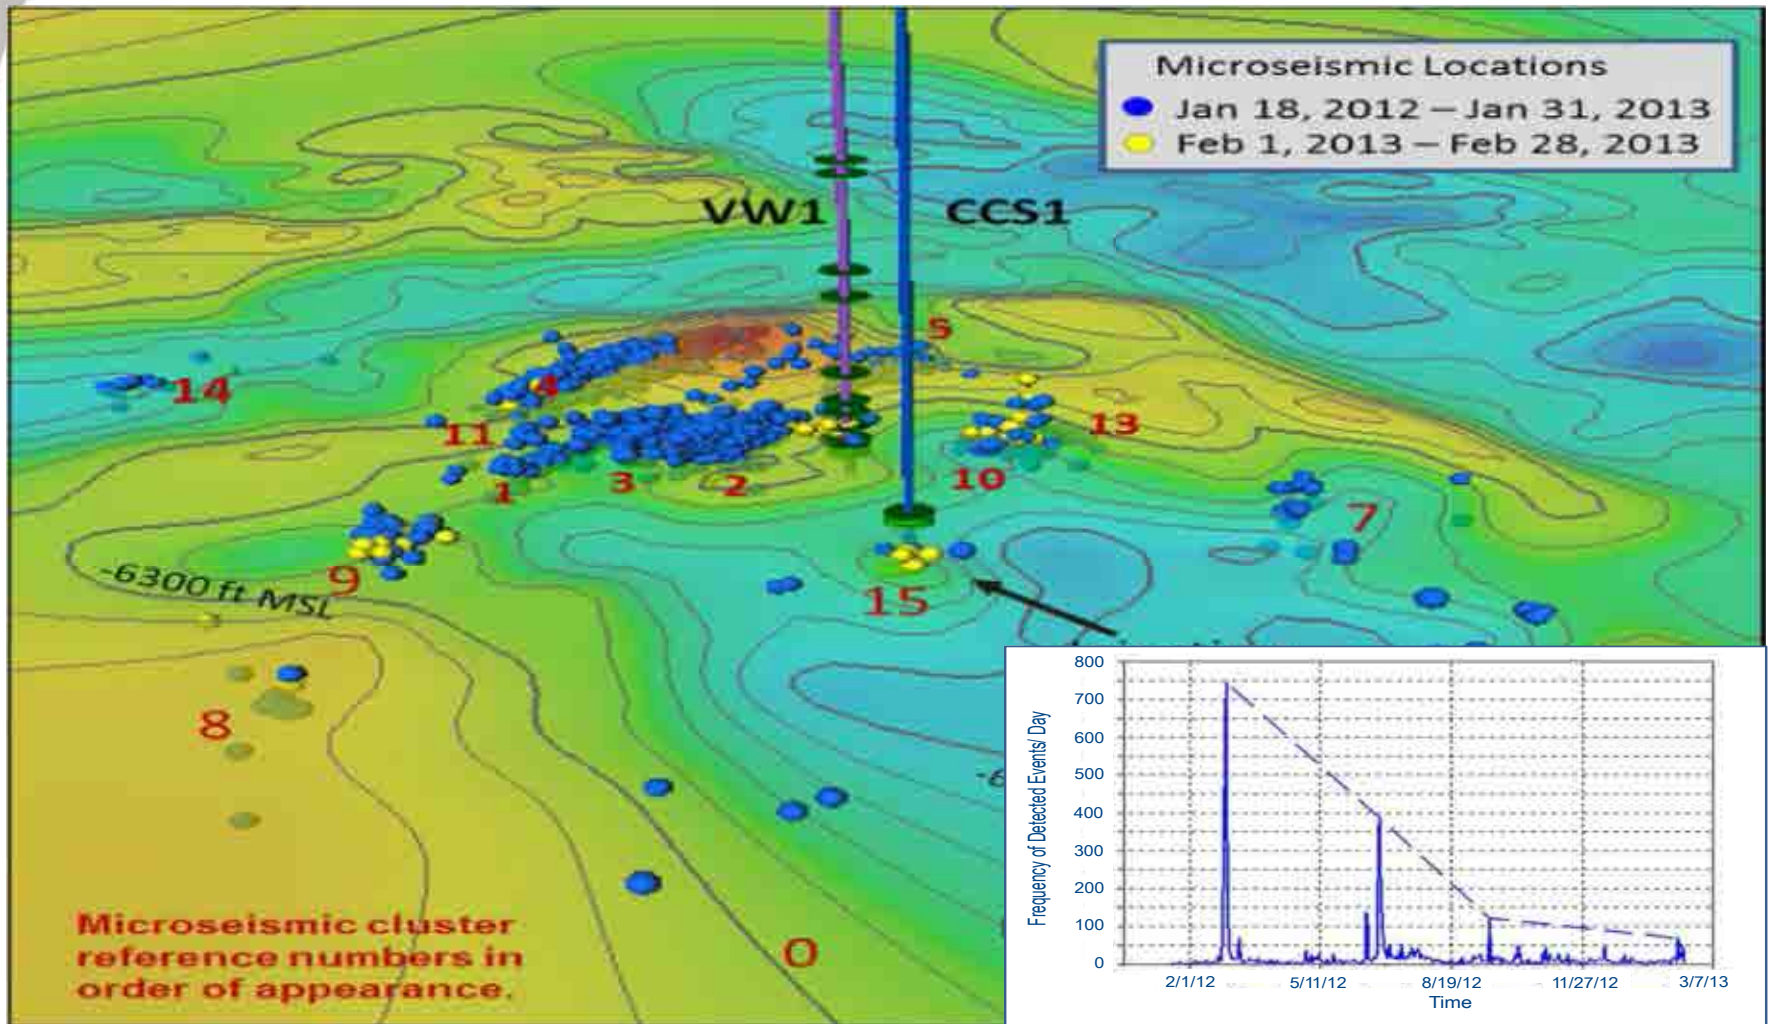 Microseismic Locations
Jan 18, 2012 – Jan 31, 2013
Feb 1, 2013 – Feb 28, 2013
VW1
CCS1
5
14
4
11
13
1
3
2
10
7
9
-6300 ft MSL
15
8
0
Microseismic cluster
reference numbers in
order of appearance.
Frequency of Detected Events/ Day
800
700
600
500
400
300
200
100
0
2/1/12
5/11/12
8/19/12
11/27/12
3/7/13
Time